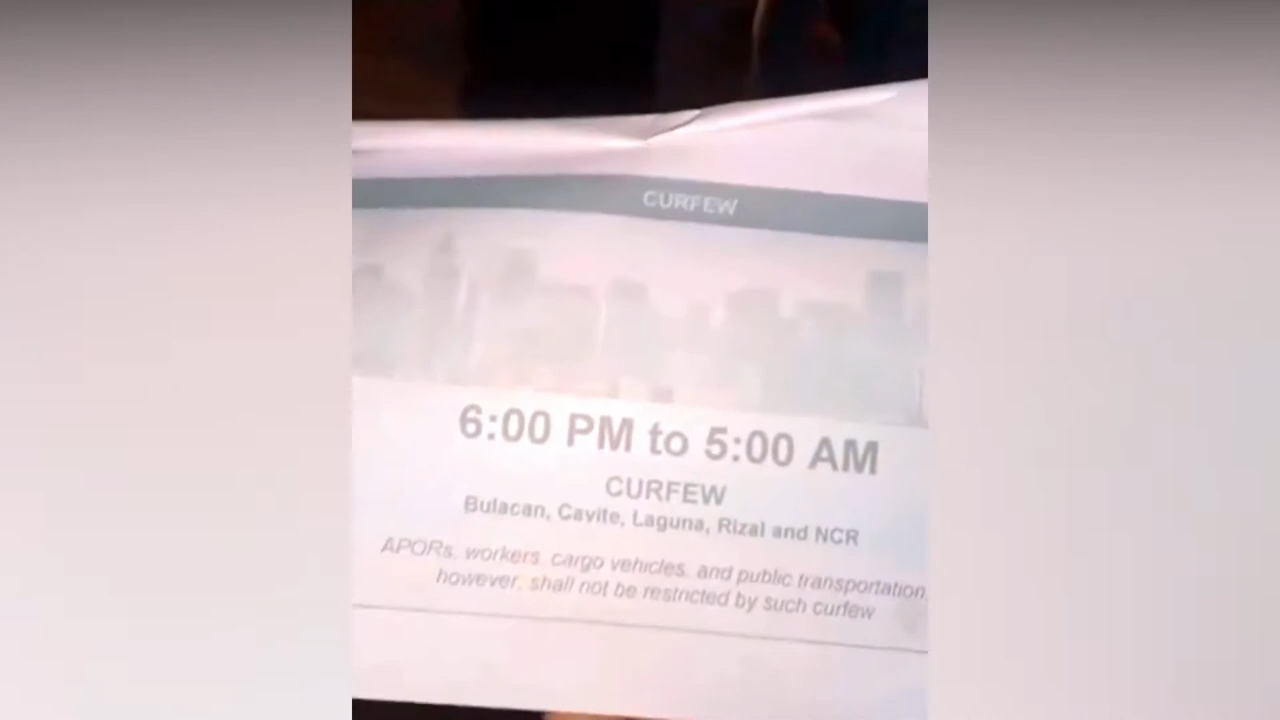 CURFEW
6:00 PM to 5:00 AM
CURFEW
Bulacan, Cavite, Laguna, Rizal and NCR
APORs, workers, cargo vehicles, and public transportation,
however, shall not be restricted by such curfew